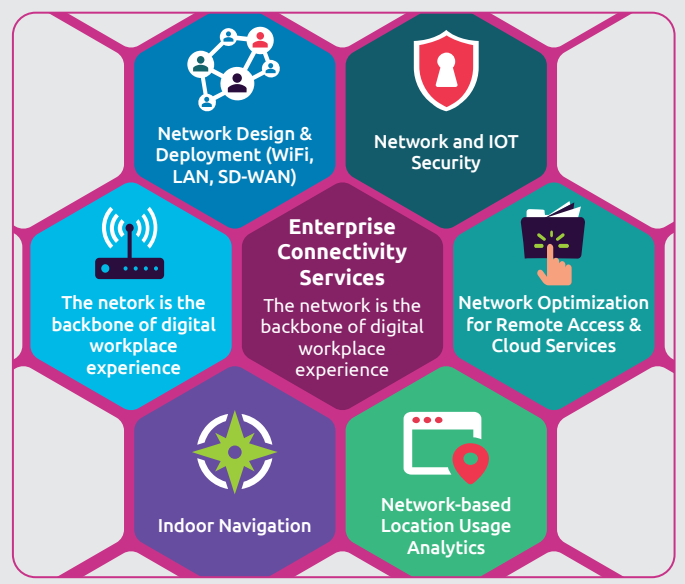 Network Design &
Deployment (WiFi,
LAN, SD-WAN)
Network and IOT
Security
The netork is the
backbone of digital
workplace
experience
Enterprise
Connectivity
Services
The network is the
backbone of digital
workplace
experience
Network Optimization
for Remote Access &
Cloud Services
Indoor Navigation
Network-based
Location Usage
Analytics